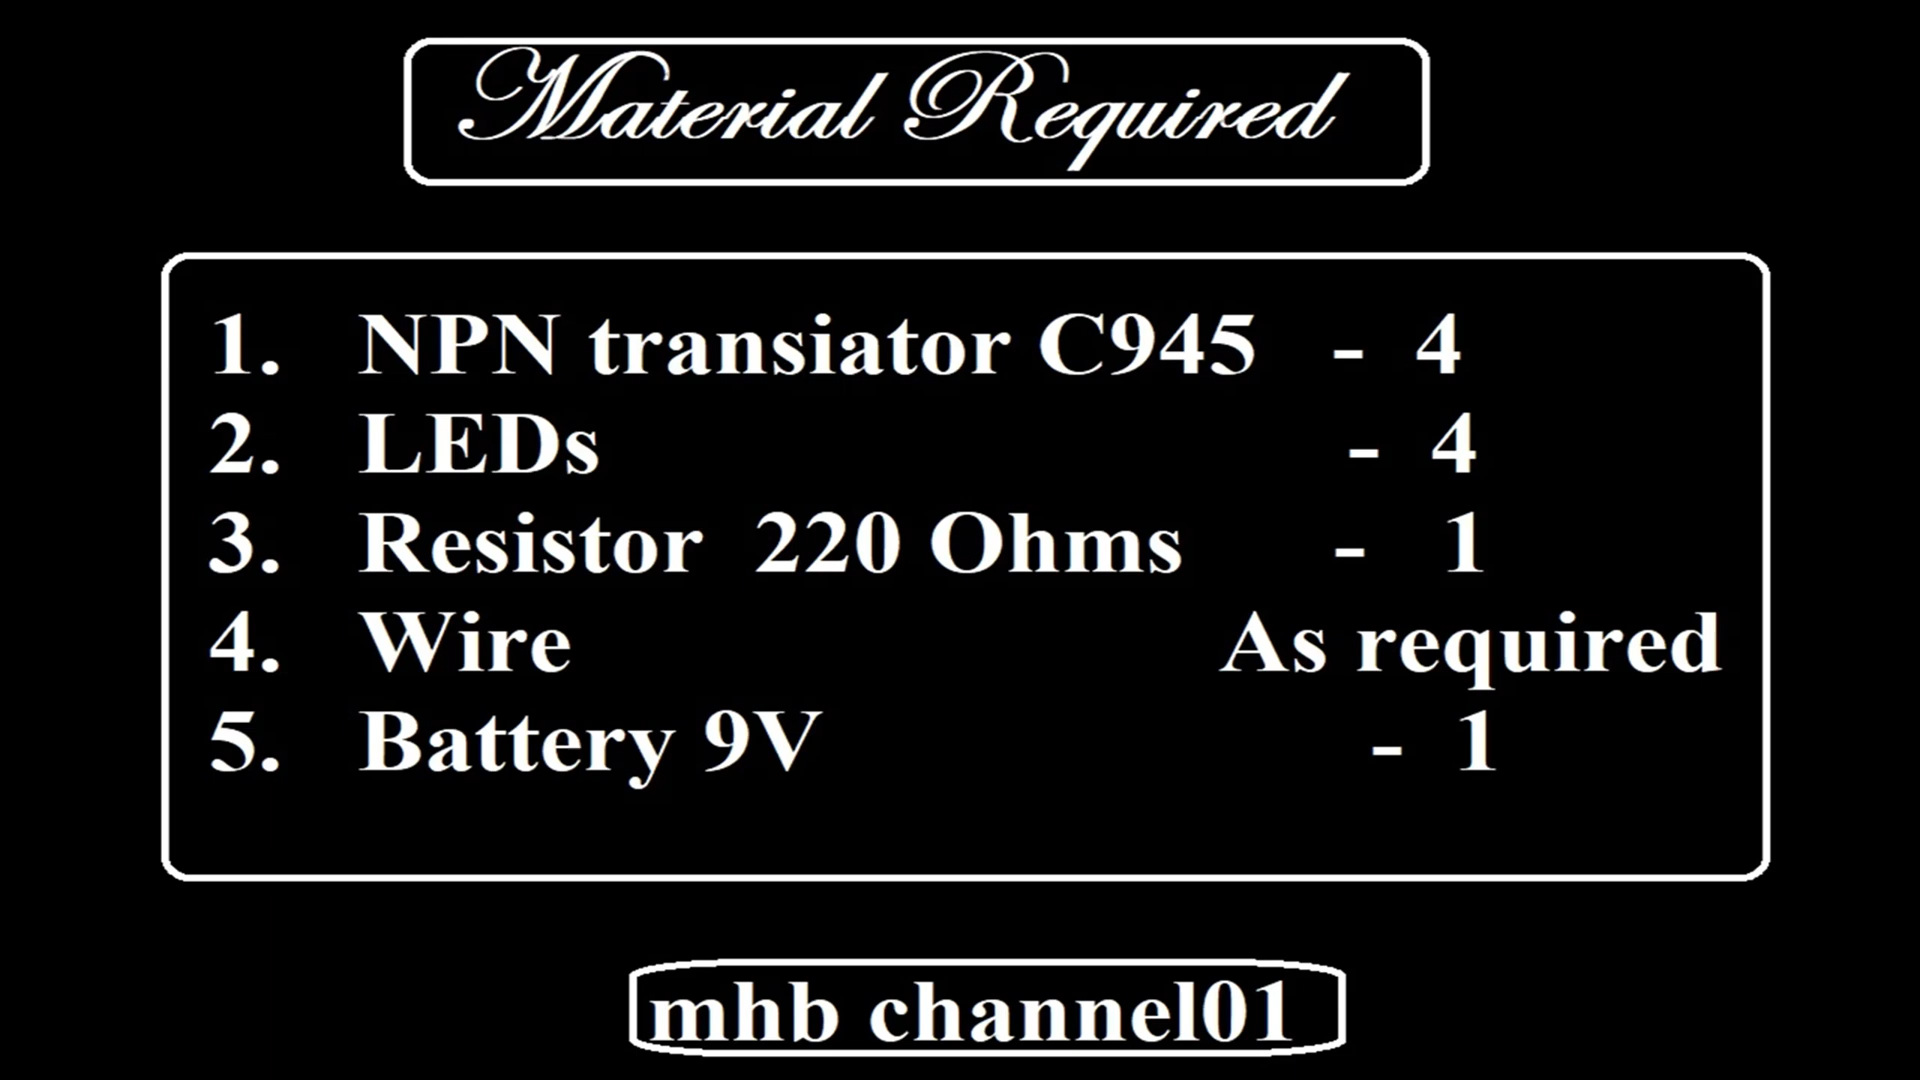 Material Required
1. NPN transiator C945 - 4
2. LEDs - 4
3. Resistor 220 Ohms - 1
4. Wire As required
5. Battery 9V - 1
mhb channel01